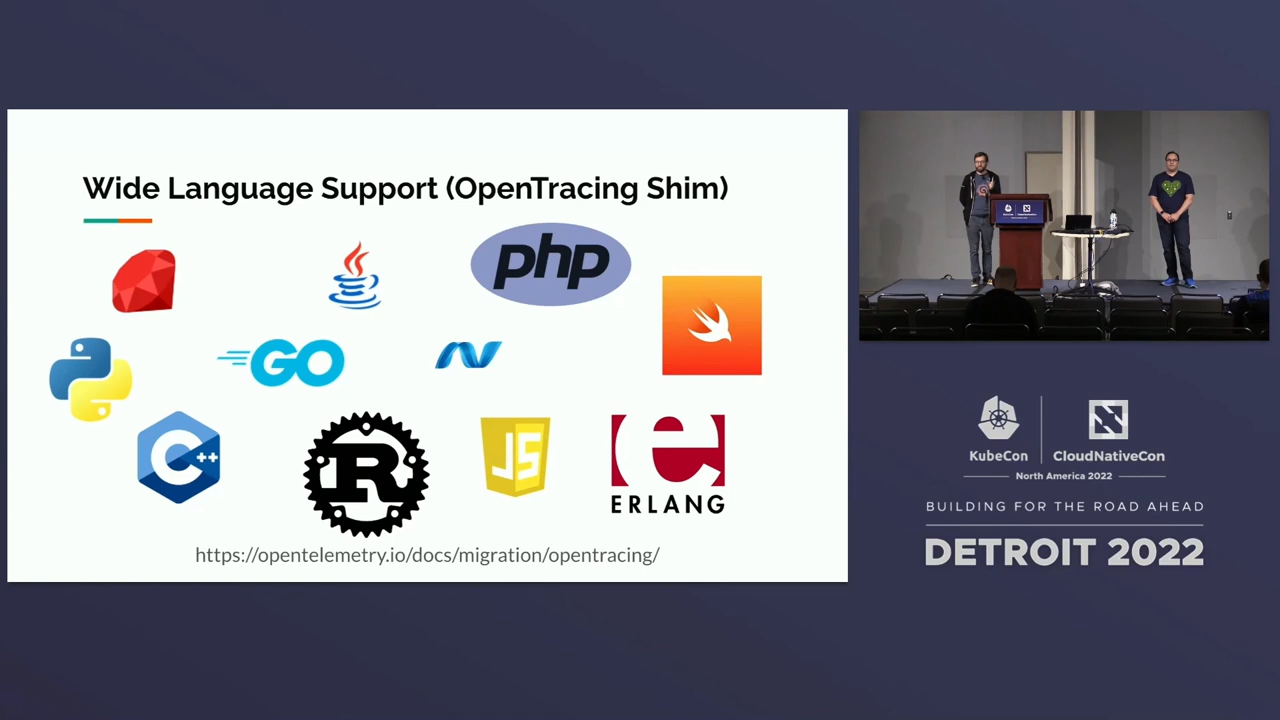 Wide Language Support (OpenTracing Shim)
php
GO
C++
R
JS
e
ERLANG
https://opentelemetry.io/docs/migration/opentracing/
KubeCon
CloudNativeCon
North America 2022
BUILDING FOR THE ROAD AHEAD
DETROIT 2022